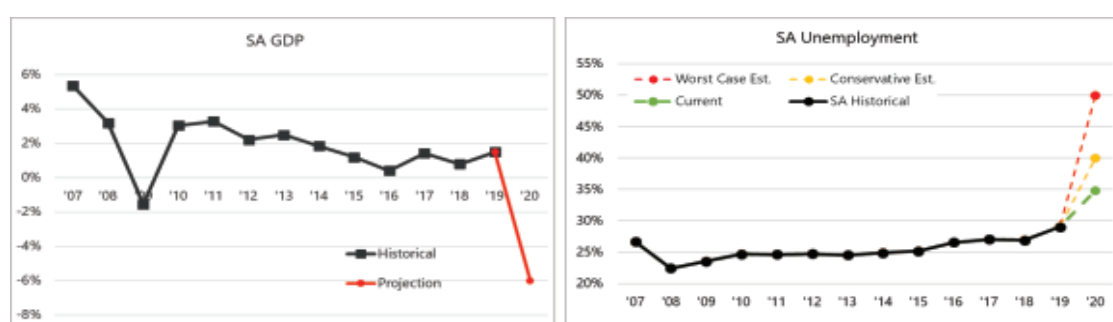 SA GDP
6%
4%
2%
0%
'07 '08 '09 '10 '11 '12 '13 '14 '15 '16 '17 '18 '19 '20
-2%
-4%
Historical
-6%
Projection
-8%
SA Unemployment
55%
Worst Case Est. Conservative Est.
50%
Current SA Historical
45%
40%
35%
30%
25%
20%
'07 '08 '09 '10 '11 '12 '13 '14 '15 '16 '17 '18 '19 '20